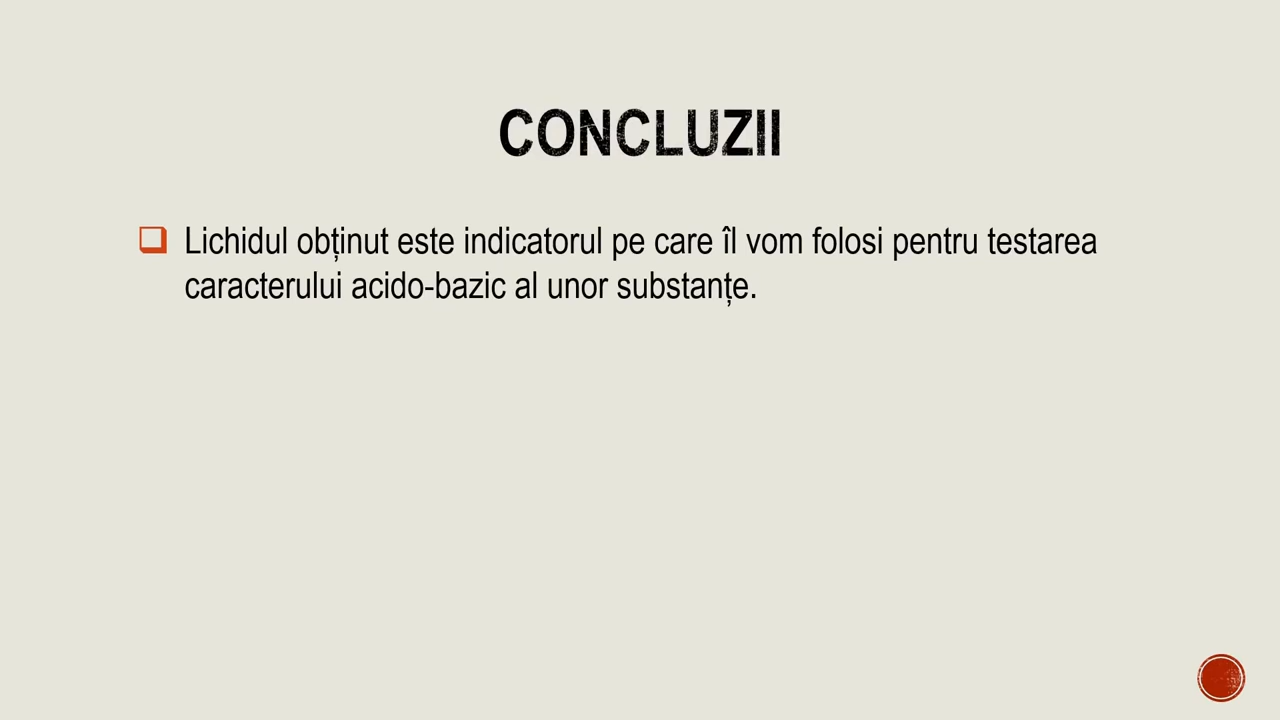 CONCLUZII
Lichidul obținut este indicatorul pe care îl vom folosi pentru testarea
caracterului acido-bazic al unor substanțe.